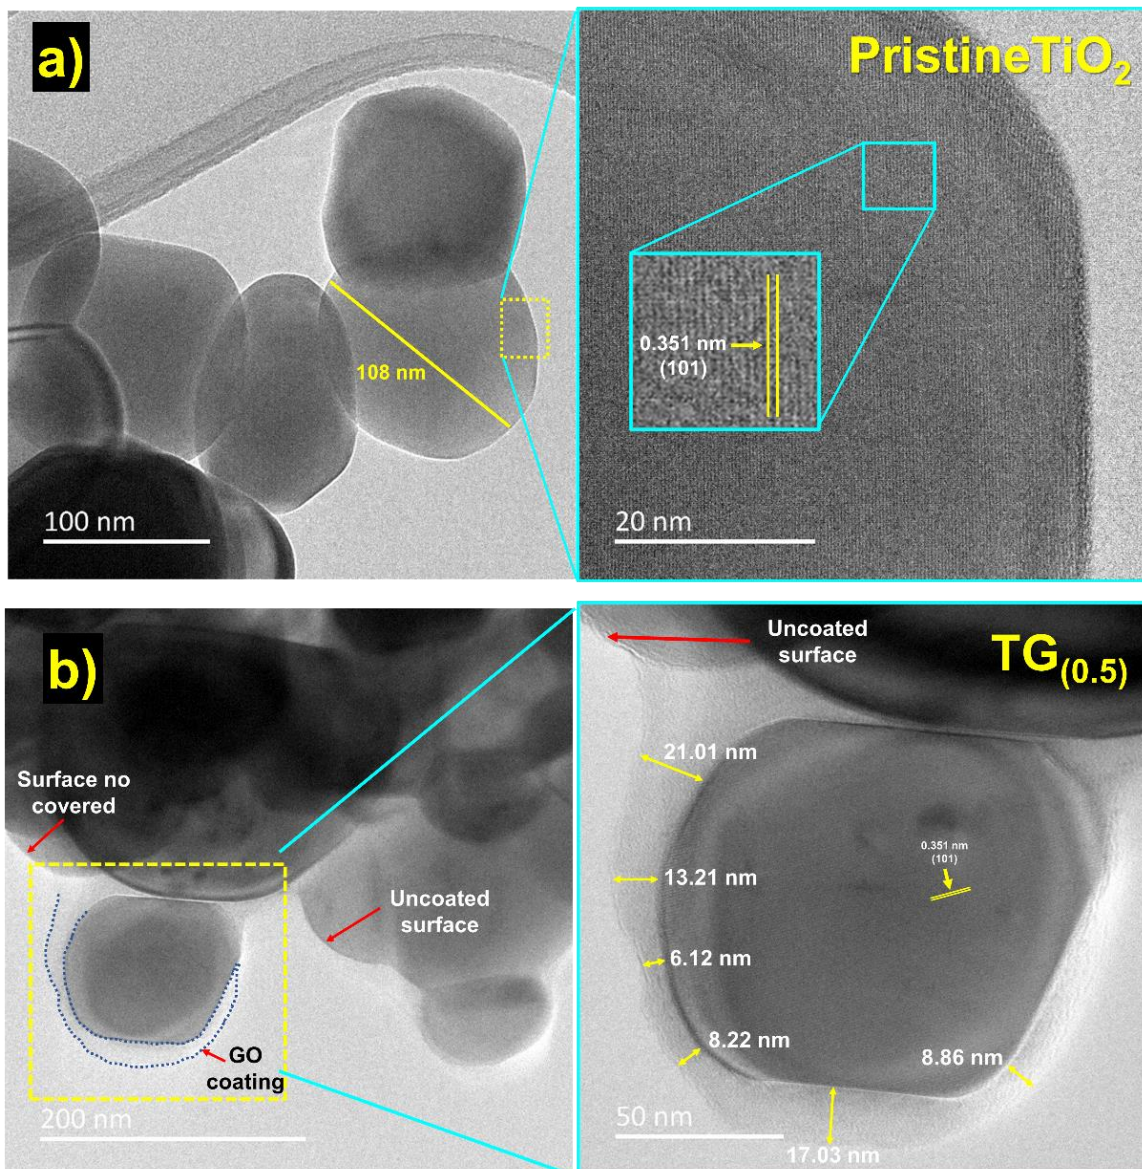 a)
108 nm
100 nm
PristineTiO₂
0.351 nm
(101)
20 nm
b)
Surface no
covered
Uncoated
surface
GO
coating
200 nm
Uncoated
surface
TG(0.5)
21.01 nm
0.351 nm
(101)
13.21 nm
6.12 nm
8.22 nm
8.86 nm
50 nm
17.03 nm